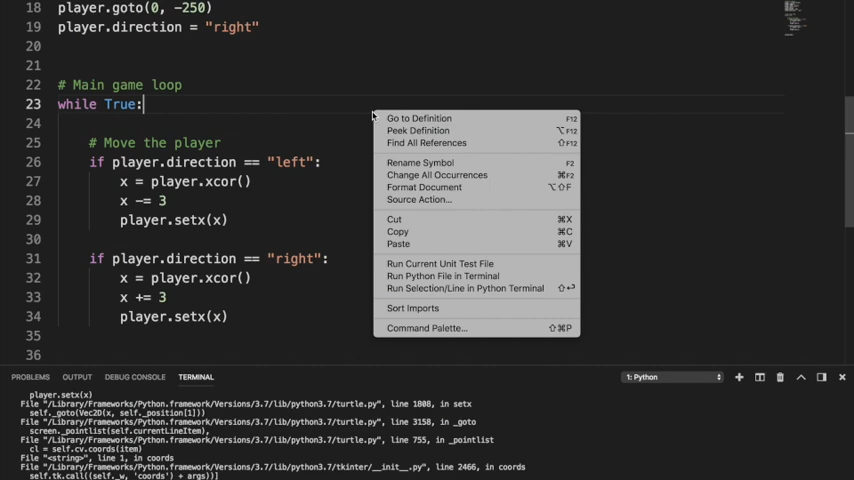 18 player.goto(0, -250)
19 player.direction = "right"
20
21
22 # Main game loop
23 while True:
24
25 # Move the player
26 if player.direction == "left":
27 x = player.xcor()
28 x -= 3
29 player.setx(x)
30
31 if player.direction == "right":
32 x = player.xcor()
33 x += 3
34 player.setx(x)
35
36
Go to Definition F12
Peek Definition ⌥F12
Find All References ⇧F12
Rename Symbol F2
Change All Occurrences ⌘F2
Format Document ⌥⇧F
Source Action...
Cut ⌘X
Copy ⌘C
Paste ⌘V
Run Current Unit Test File
Run Python File in Terminal
Run Selection/Line in Python Terminal ⇧⏎
Sort Imports
Command Palette... ⇧⌘P
PROBLEMS OUTPUT DEBUG CONSOLE TERMINAL 1: Python
player.setx(x)
File "/Library/Frameworks/Python.framework/Versions/3.7/lib/python3.7/turtle.py", line 1808, in setx
self._goto(Vec2D(x, self._position[1]))
File "/Library/Frameworks/Python.framework/Versions/3.7/lib/python3.7/turtle.py", line 3158, in _goto
screen._pointlist(self.currentLineItem),
File "/Library/Frameworks/Python.framework/Versions/3.7/lib/python3.7/turtle.py", line 755, in _pointlist
cl = self.cv.coords(item)
File "<string>", line 1, in coords
File "/Library/Frameworks/Python.framework/Versions/3.7/lib/python3.7/tkinter/__init__.py", line 2466, in coords
self.tk.call((self._w, 'coords') + args))]